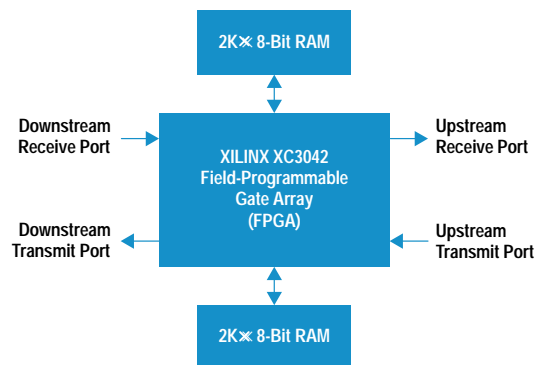 2K × 8-Bit RAM
Downstream
Receive Port
Upstream
Receive Port
XILINX XC3042
Field-Programmable
Gate Array
(FPGA)
Downstream
Transmit Port
Upstream
Transmit Port
2K × 8-Bit RAM